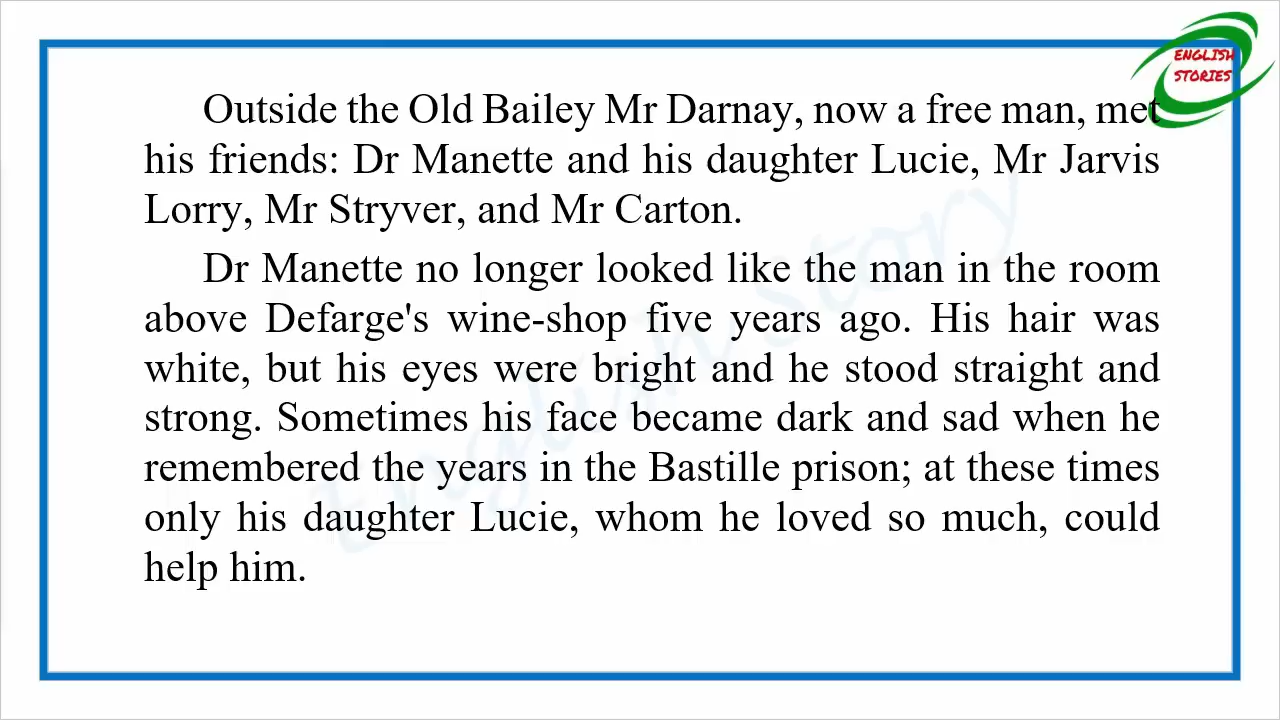 ENGLISH
STORIES
Outside the Old Bailey Mr Darnay, now a free man, met
his friends: Dr Manette and his daughter Lucie, Mr Jarvis
Lorry, Mr Stryver, and Mr Carton.
Dr Manette no longer looked like the man in the room
above Defarge's wine-shop five years ago. His hair was
white, but his eyes were bright and he stood straight and
strong. Sometimes his face became dark and sad when he
remembered the years in the Bastille prison; at these times
only his daughter Lucie, whom he loved so much, could
help him.
English Story